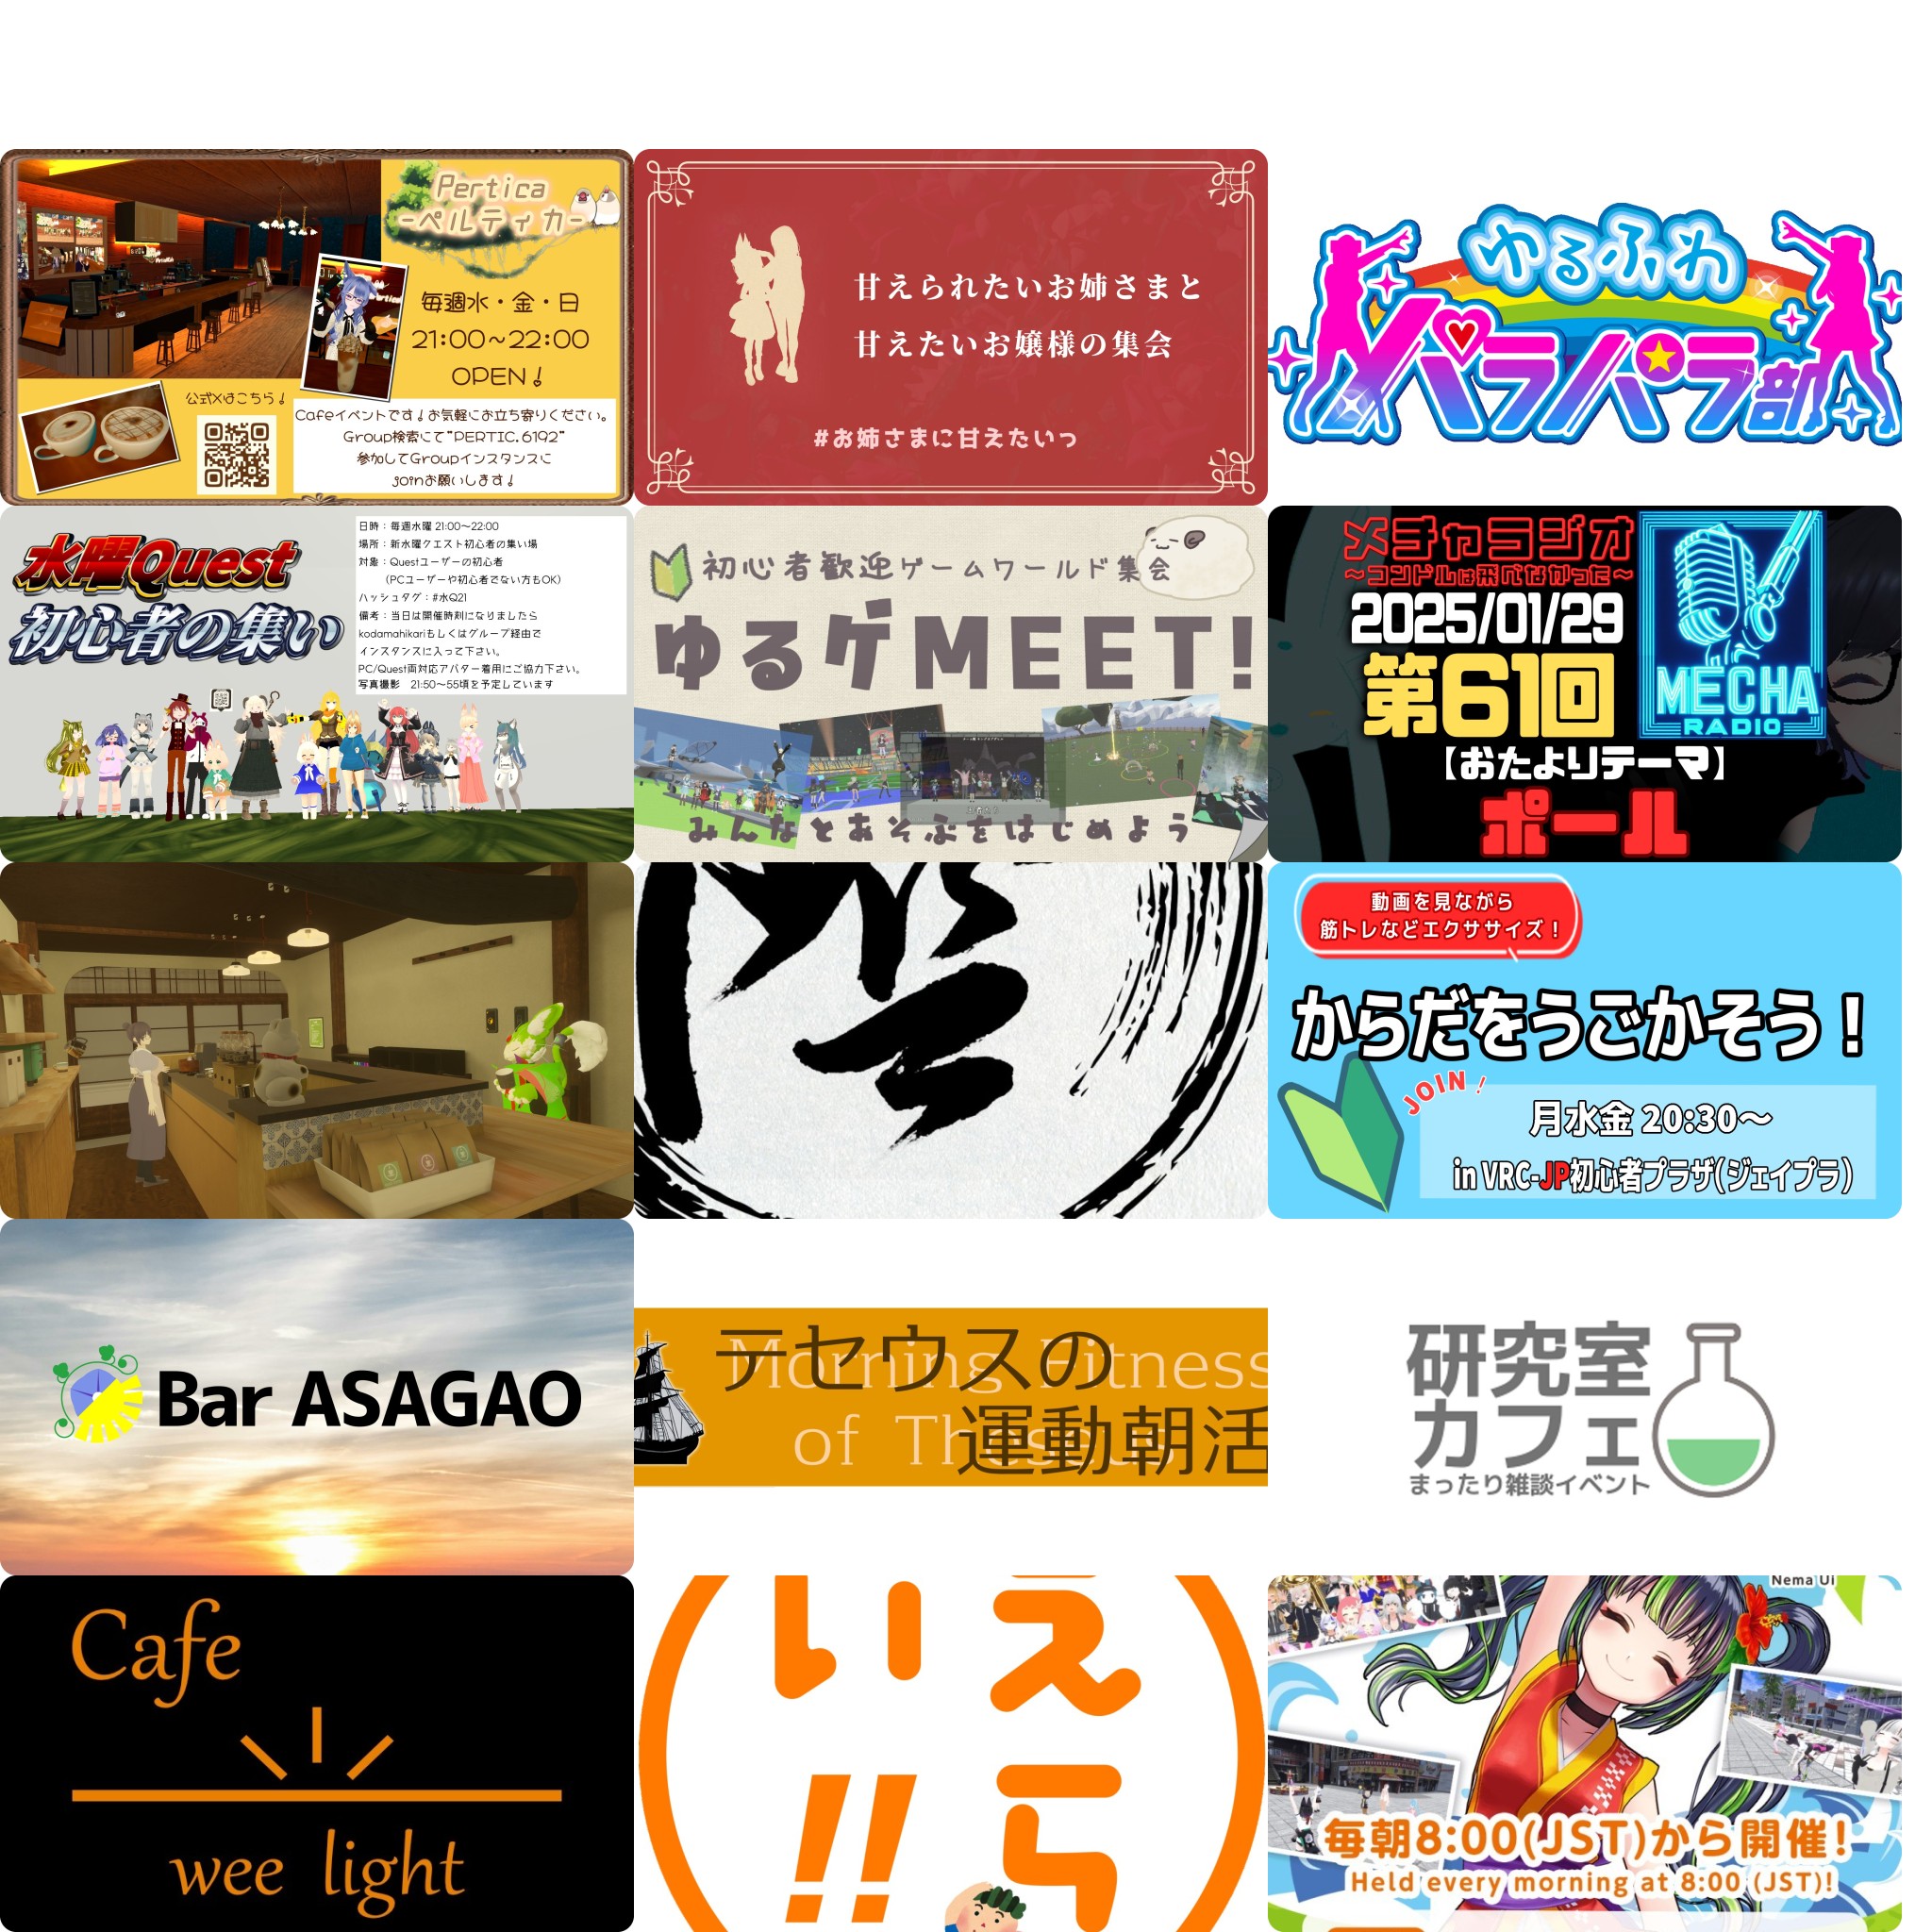 Pertica
-ペルティカ-
毎週水・金・日
21:00~22:00
OPEN!
公式Xはこちら!
Cafeイベントです!お気軽にお立ち寄りください。
Group検索にて"PERTIC.6192"
参加してGroupインスタンスに
joinお願いします!
甘えられたいお姉さまと
甘えたいお嬢様の集会
#お姉さまに甘えたいっ
ゆるふわ
パラパラ部
水曜Quest
初心者の集い
日時:毎週水曜 21:00~22:00
場所:新水曜クエスト初心者の集い場
対象:Questユーザーの初心者
(PCユーザーや初心者でない方もOK)
ハッシュタグ:#水Q21
備考:当日は開催時刻になりましたら
kodamahikariもしくはグループ経由で
インスタンスに入って下さい。
PC/Quest両対応アバター着用にご協力下さい。
写真撮影 21:50~55頃を予定しています
初心者歓迎ゲームワールド集会
ゆるゲMEET!
みんなとあそぶをはじめよう
メチャラジオ
~コンドルは飛べなかった~
2025/01/29
第61回
MECHA
RADIO
【おたよりテーマ】
ポール
動画を見ながら
筋トレなどエクササイズ!
からだをうごかそう!
JOIN!
月水金 20:30~
in VRC-JP初心者プラザ(ジェイプラ)
Bar ASAGAO
テセウスの
運動朝活
Morning Fitness
of Theseus
研究室
カフェ
まったり雑談イベント
Cafe
wee light
えら
い!!
Nema Ui
毎朝8:00(JST)から開催!
Held every morning at 8:00 (JST)!